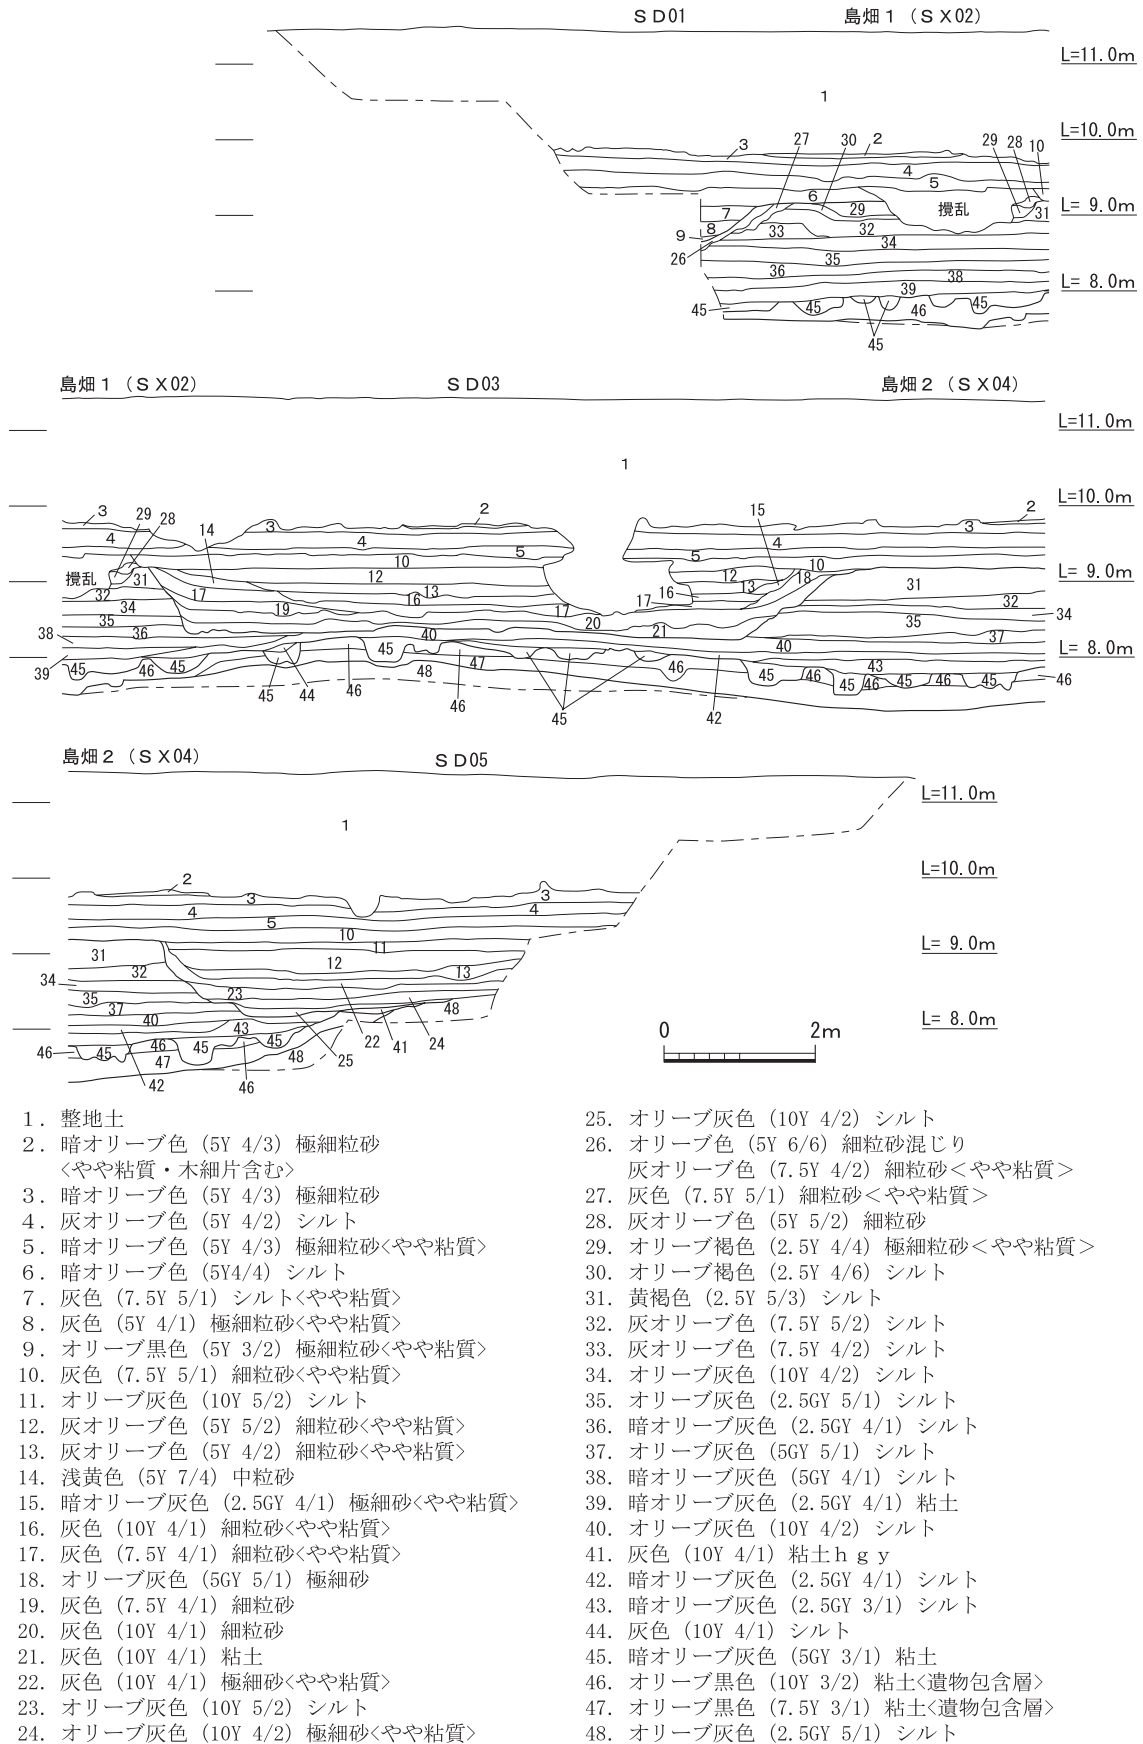 ＳＤ01 島畑１（ＳＸ02）
L=11.0m
1
L=10.0m
3 27 30 2 29 28 10
4
5
6
7 29 攪乱 31 L= 9.0m
8 33 32
9 34
26 35
36 38 L= 8.0m
39
45 45 46 45
45
島畑１（ＳＸ02） ＳＤ03 島畑２（ＳＸ04）
L=11.0m
1
L=10.0m
3 29 28 14 3 2 15 3 2
4 4 5 5 4
10 10
攪乱 31 12 12 18 31 L= 9.0m
32 17 13 16 13
34 16 17 17 32
35 19 20 35 34
38 36 40 21 40 37
L= 8.0m
39 45 46 45 45 46 47 46 45 46 43
45 44 46 48 46 45 42 45 46 45 46 45 46
島畑２（ＳＸ04） ＳＤ05
L=11.0m
1
L=10.0m
2 3 3
4 4
5
10
31 11 L= 9.0m
32 12 13
34
35 23 48
37
40 43 L= 8.0m
46 45 46 45 45 22 41 24
47 48 25
42 46
0 2m
１．整地土
２．暗オリーブ色（5Y 4/3）極細粒砂
<やや粘質・木細片含む>
３．暗オリーブ色（5Y 4/3）極細粒砂
４．灰オリーブ色（5Y 4/2）シルト
５．暗オリーブ色（5Y 4/3）極細粒砂<やや粘質>
６．暗オリーブ色（5Y4/4）シルト
７．灰色（7.5Y 5/1）シルト<やや粘質>
８．灰色（5Y 4/1）極細粒砂<やや粘質>
９．オリーブ黒色（5Y 3/2）極細粒砂<やや粘質>
10．灰色（7.5Y 5/1）細粒砂<やや粘質>
11．オリーブ灰色（10Y 5/2）シルト
12．灰オリーブ色（5Y 5/2）細粒砂<やや粘質>
13．灰オリーブ色（5Y 4/2）細粒砂<やや粘質>
14．浅黄色（5Y 7/4）中粒砂
15．暗オリーブ灰色（2.5GY 4/1）極細砂<やや粘質>
16．灰色（10Y 4/1）細粒砂<やや粘質>
17．灰色（7.5Y 4/1）細粒砂<やや粘質>
18．オリーブ灰色（5GY 5/1）極細砂
19．灰色（7.5Y 4/1）細粒砂
20．灰色（10Y 4/1）細粒砂
21．灰色（10Y 4/1）粘土
22．灰色（10Y 4/1）極細砂<やや粘質>
23．オリーブ灰色（10Y 5/2）シルト
24．オリーブ灰色（10Y 4/2）極細砂<やや粘質>
25．オリーブ灰色（10Y 4/2）シルト
26．オリーブ色（5Y 6/6）細粒砂混じり
灰オリーブ色（7.5Y 4/2）細粒砂＜やや粘質＞
27．灰色（7.5Y 5/1）細粒砂＜やや粘質＞
28．灰オリーブ色（5Y 5/2）細粒砂
29．オリーブ褐色（2.5Y 4/4）極細粒砂＜やや粘質＞
30．オリーブ褐色（2.5Y 4/6）シルト
31．黄褐色（2.5Y 5/3）シルト
32．灰オリーブ色（7.5Y 5/2）シルト
33．灰オリーブ色（7.5Y 4/2）シルト
34．オリーブ灰色（10Y 4/2）シルト
35．オリーブ灰色（2.5GY 5/1）シルト
36．暗オリーブ灰色（2.5GY 4/1）シルト
37．オリーブ灰色（5GY 5/1）シルト
38．暗オリーブ灰色（5GY 4/1）シルト
39．暗オリーブ灰色（2.5GY 4/1）粘土
40．オリーブ灰色（10Y 4/2）シルト
41．灰色（10Y 4/1）粘土ｈｇｙ
42．暗オリーブ灰色（2.5GY 4/1）シルト
43．暗オリーブ灰色（2.5GY 3/1）シルト
44．灰色（10Y 4/1）シルト
45．暗オリーブ灰色（5GY 3/1）粘土
46．オリーブ黒色（10Y 3/2）粘土<遺物包含層>
47．オリーブ黒色（7.5Y 3/1）粘土<遺物包含層>
48．オリーブ灰色（2.5GY 5/1）シルト